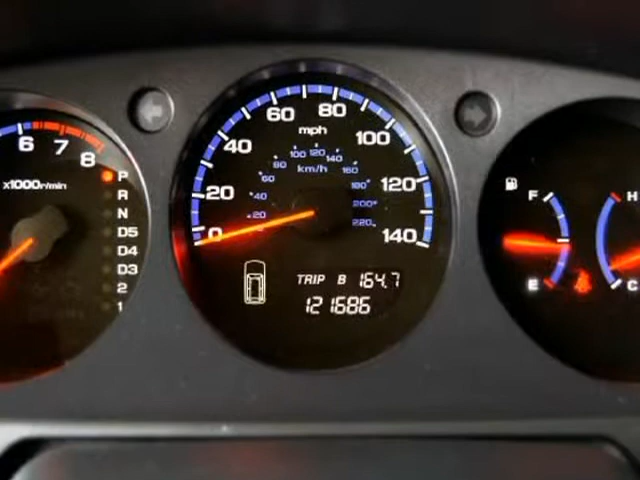 6 7 8
x1000r/min
P
R
N
D5
D4
D3
2
1
0 20 40 60 80 100 120 140
mph
20 40 60 80 100 120 140 160 180 200 220
km/h
TRIP B 164.7
121686
F
E
H
C